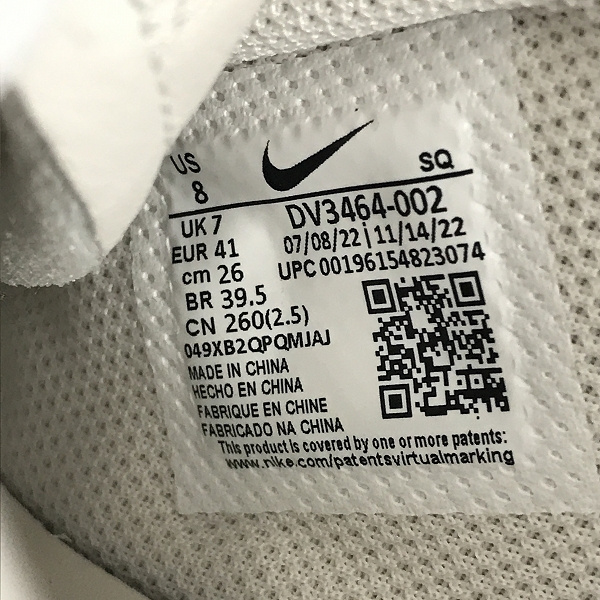 US
8
SQ
UK 7
EUR 41
cm 26
BR 39.5
CN 260(2.5)
DV3464-002
07/08/22|11/14/22
UPC 00196154823074
049XB2QPQMJAJ
MADE IN CHINA
HECHO EN CHINA
FABRIQUE EN CHINE
FABRICADO NA CHINA
This product is covered by one or more patents:
www.nike.com/patentsvirtualmarking